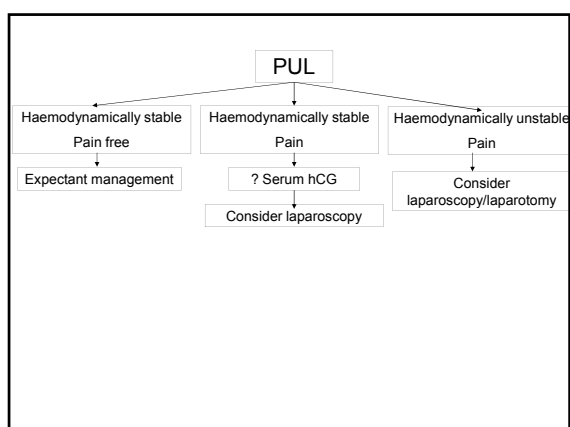 PUL
Haemodynamically stable
Pain free
Haemodynamically stable
Pain
Haemodynamically unstable
Pain
Expectant management
? Serum hCG
Consider laparoscopy
Consider
laparoscopy/laparotomy